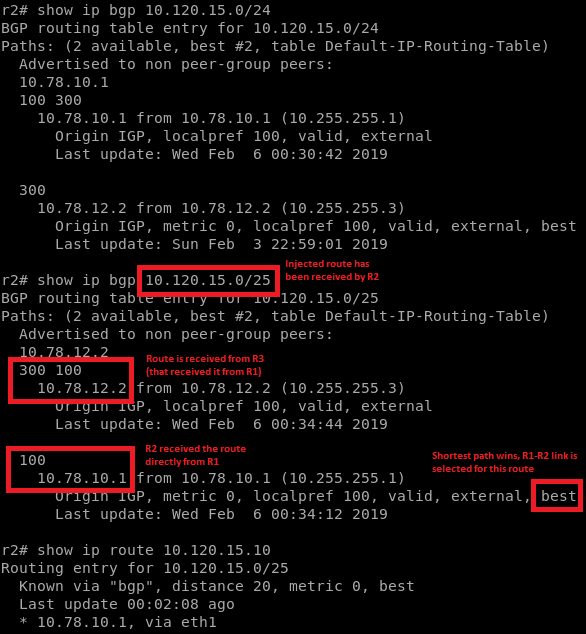 r2# show ip bgp 10.120.15.0/24
BGP routing table entry for 10.120.15.0/24
Paths: (2 available, best #2, table Default-IP-Routing-Table)
  Advertised to non peer-group peers:
  10.78.10.1
  100 300
    10.78.10.1 from 10.78.10.1 (10.255.255.1)
      Origin IGP, localpref 100, valid, external
      Last update: Wed Feb  6 00:30:42 2019

  300
    10.78.12.2 from 10.78.12.2 (10.255.255.3)
      Origin IGP, metric 0, localpref 100, valid, external, best
      Last update: Sun Feb  3 22:59:01 2019

Injected route has
been received by R2
r2# show ip bgp 10.120.15.0/25
BGP routing table entry for 10.120.15.0/25
Paths: (2 available, best #2, table Default-IP-Routing-Table)
  Advertised to non peer-group peers:
  10.78.12.2
  300 100
    10.78.12.2 from 10.78.12.2 (10.255.255.3)
Route is received from R3
(that received it from R1)
      Origin IGP, localpref 100, valid, external
      Last update: Wed Feb  6 00:34:44 2019

R2 received the route
directly from R1
  100
    10.78.10.1 from 10.78.10.1 (10.255.255.1)
Shortest path wins, R1-R2 link is
selected for this route
      Origin IGP, metric 0, localpref 100, valid, external, best
      Last update: Wed Feb  6 00:34:12 2019

r2# show ip route 10.120.15.10
Routing entry for 10.120.15.0/25
  Known via "bgp", distance 20, metric 0, best
  Last update 00:02:08 ago
  * 10.78.10.1, via eth1